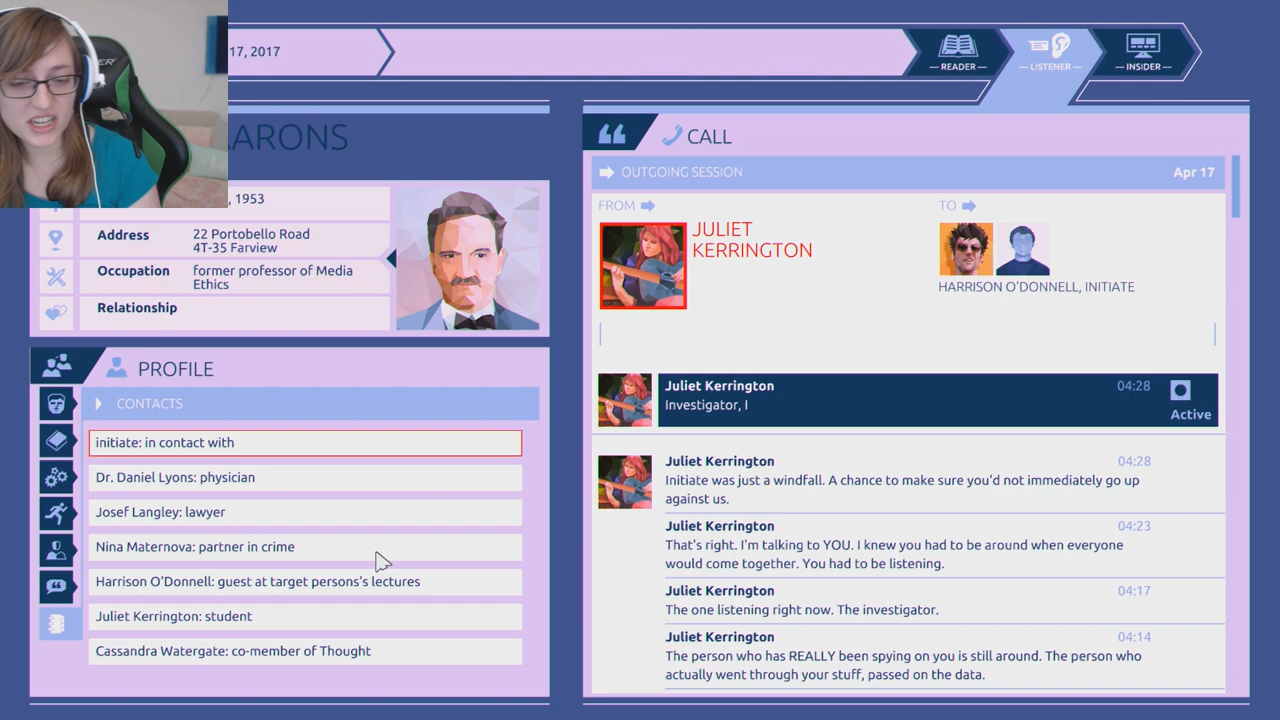 17, 2017
READER
LISTENER
INSIDER
AARONS
, 1953
Address
22 Portobello Road
4T-35 Farview
Occupation
former professor of Media
Ethics
Relationship
PROFILE
CONTACTS
initiate: in contact with
Dr. Daniel Lyons: physician
Josef Langley: lawyer
Nina Maternova: partner in crime
Harrison O'Donnell: guest at target persons's lectures
Juliet Kerrington: student
Cassandra Watergate: co-member of Thought
CALL
OUTGOING SESSION
Apr 17
FROM
TO
JULIET
KERRINGTON
HARRISON O'DONNELL, INITIATE
Juliet Kerrington
04:28
Investigator, I
Active
Juliet Kerrington
04:28
Initiate was just a windfall. A chance to make sure you'd not immediately go up
against us.
Juliet Kerrington
04:23
That's right. I'm talking to YOU. I knew you had to be around when everyone
would come together. You had to be listening.
Juliet Kerrington
04:17
The one listening right now. The investigator.
Juliet Kerrington
04:14
The person who has REALLY been spying on you is still around. The person who
actually went through your stuff, passed on the data.